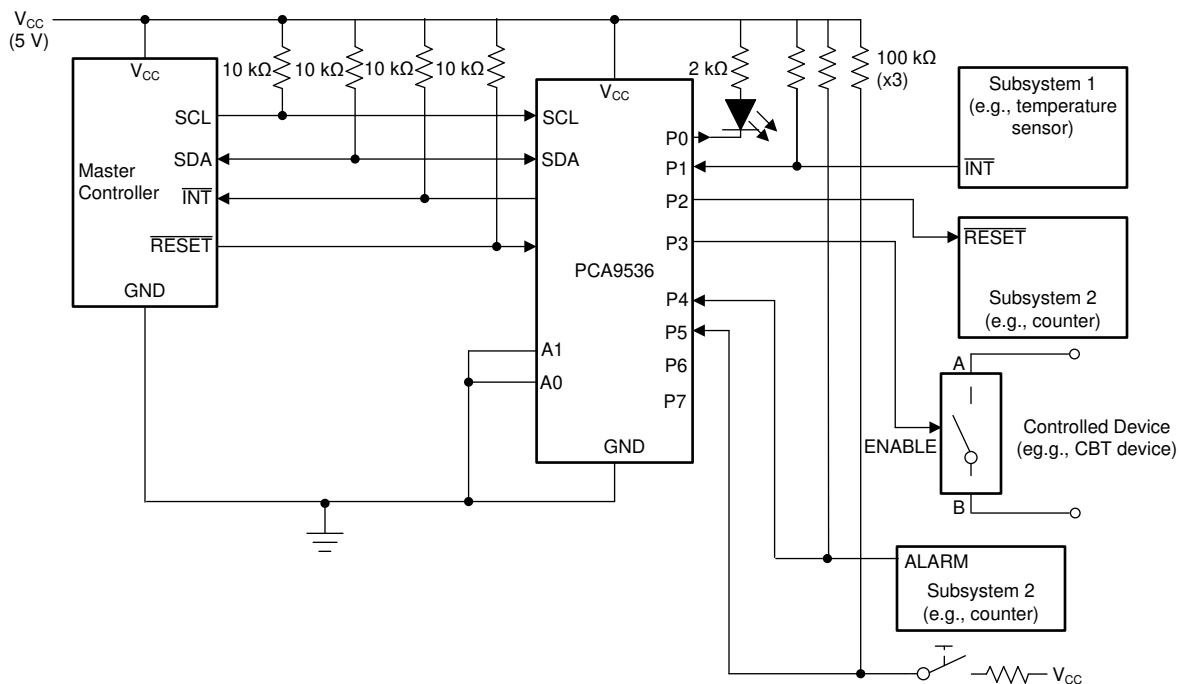 VCC
(5 V)
VCC
10 kΩ
10 kΩ
10 kΩ
10 kΩ
VCC
2 kΩ
100 kΩ
(x3)
Subsystem 1
(e.g., temperature
sensor)
INT
Master
Controller
SCL
SDA
INT
RESET
GND
SCL
SDA
PCA9536
A1
A0
GND
P0
P1
P2
P3
P4
P5
P6
P7
RESET
Subsystem 2
(e.g., counter)
A
ENABLE
B
Controlled Device
(eg.g., CBT device)
ALARM
Subsystem 2
(e.g., counter)
VCC